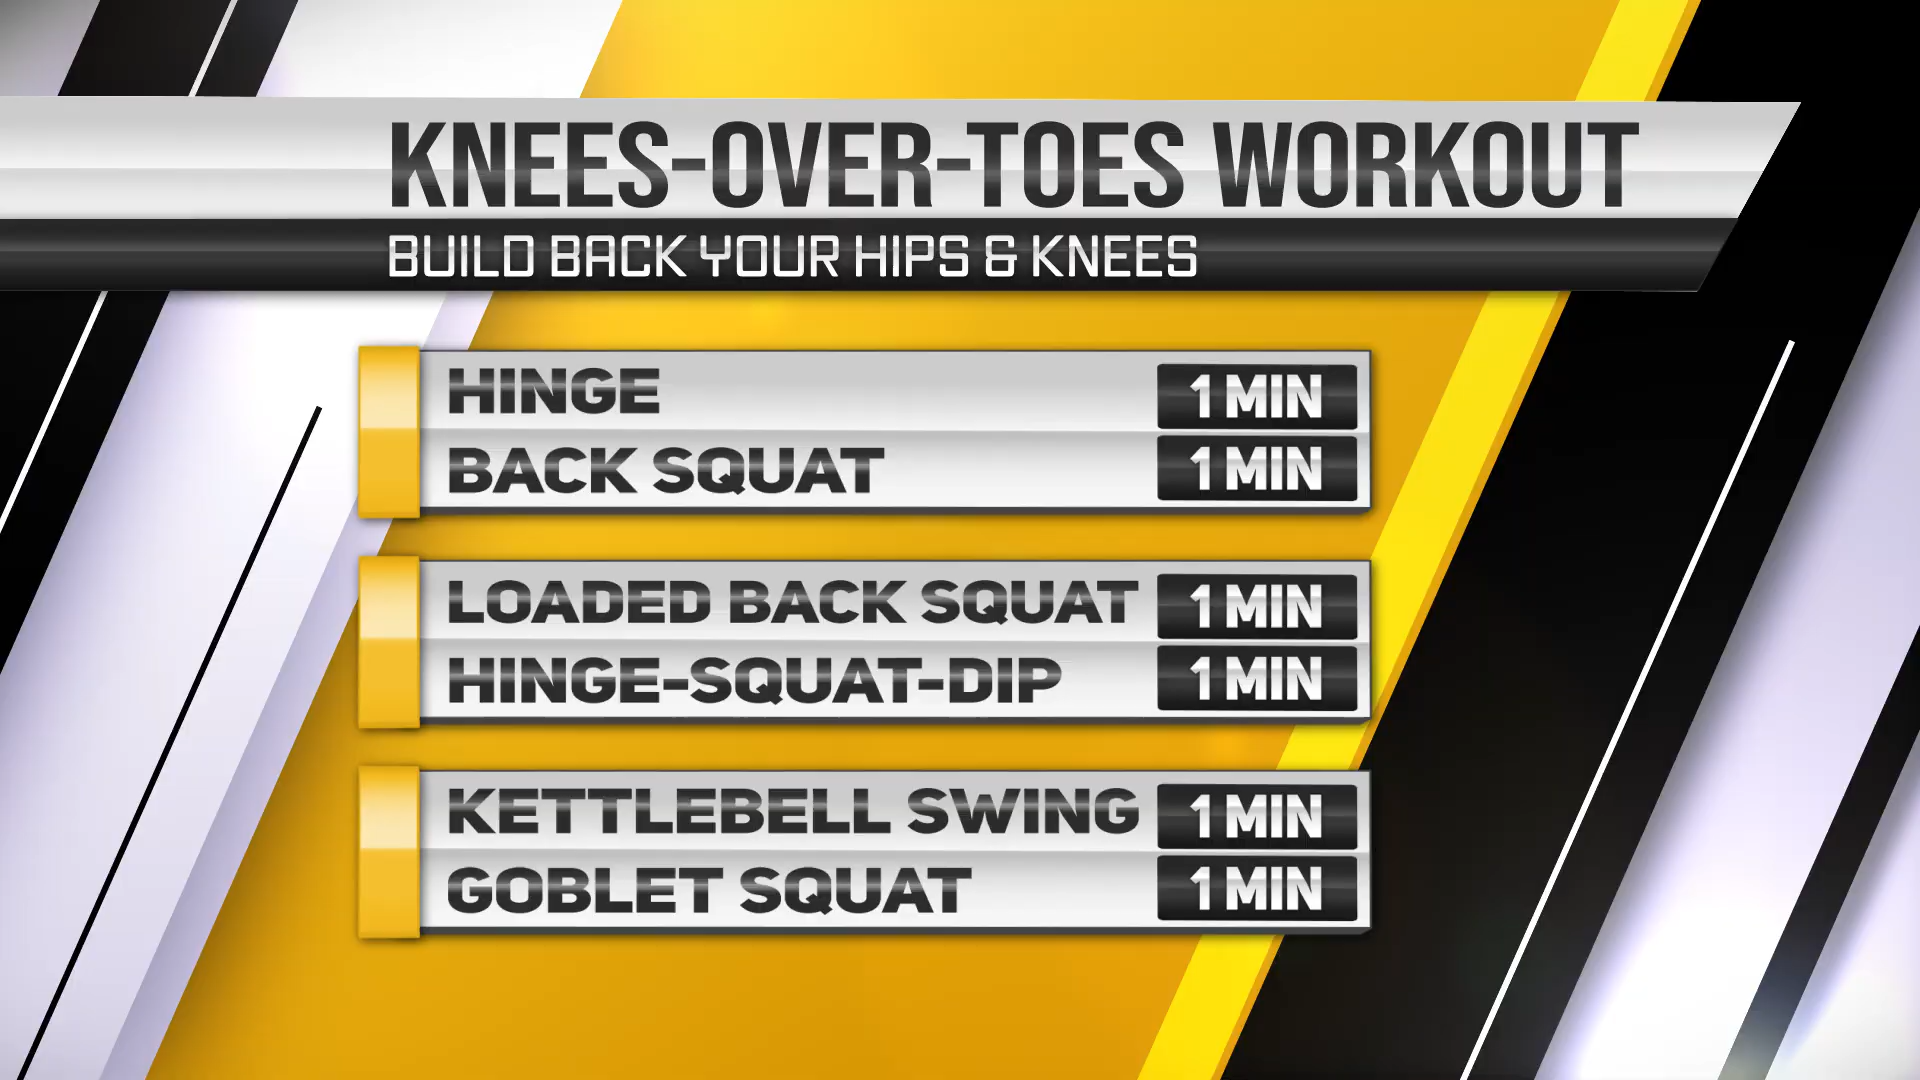 KNEES-OVER-TOES WORKOUT
BUILD BACK YOUR HIPS & KNEES
HINGE 1 MIN
BACK SQUAT 1 MIN
LOADED BACK SQUAT 1 MIN
HINGE-SQUAT-DIP 1 MIN
KETTLEBELL SWING 1 MIN
GOBLET SQUAT 1 MIN